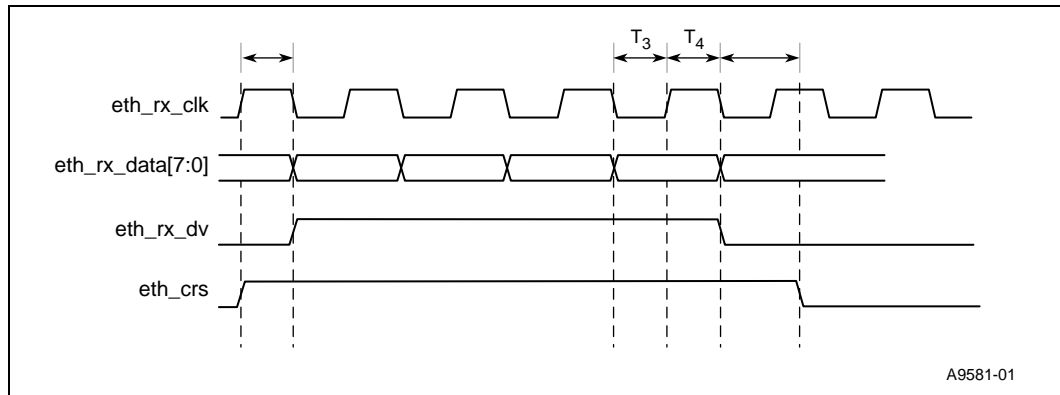 T3 T4
eth_rx_clk
eth_rx_data[7:0]
eth_rx_dv
eth_crs
A9581-01